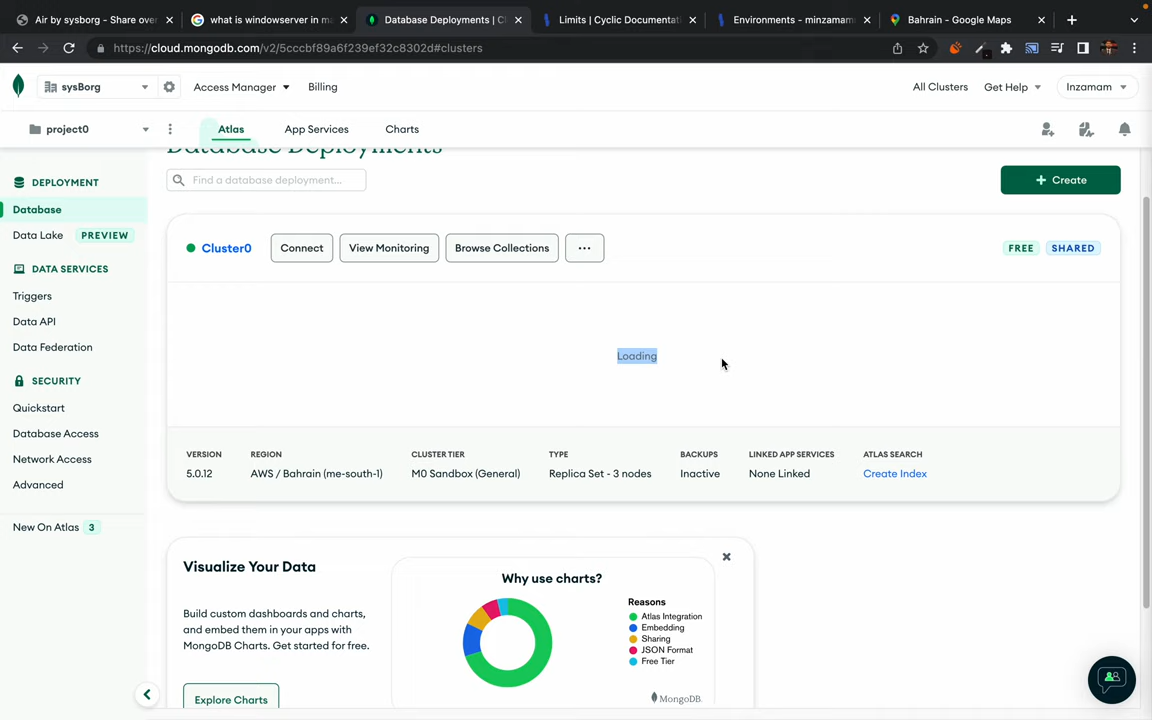 Air by sysborg - Share over
what is windowserver in ma
Database Deployments | Cl
Limits | Cyclic Documentati
Environments - minzamam
Bahrain - Google Maps
https://cloud.mongodb.com/v2/5cccbf89a6f239ef32c8302d#clusters
sysBorg
Access Manager
Billing
All Clusters
Get Help
Inzamam
project0
Atlas
App Services
Charts
Database Deployments
DEPLOYMENT
Database
Data Lake PREVIEW
DATA SERVICES
Triggers
Data API
Data Federation
SECURITY
Quickstart
Database Access
Network Access
Advanced
New On Atlas 3
Find a database deployment...
+ Create
Cluster0
Connect
View Monitoring
Browse Collections
...
FREE
SHARED
Loading
VERSION
5.0.12
REGION
AWS / Bahrain (me-south-1)
CLUSTER TIER
M0 Sandbox (General)
TYPE
Replica Set - 3 nodes
BACKUPS
Inactive
LINKED APP SERVICES
None Linked
ATLAS SEARCH
Create Index
Visualize Your Data
Build custom dashboards and charts,
and embed them in your apps with
MongoDB Charts. Get started for free.
Explore Charts
Why use charts?
Reasons
Atlas Integration
Embedding
Sharing
JSON Format
Free Tier
MongoDB.